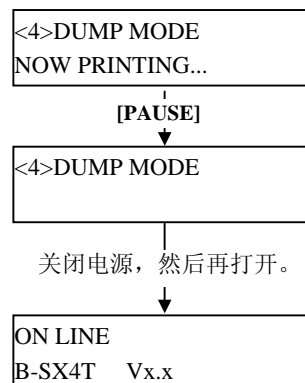 <4>DUMP MODE
NOW PRINTING...
[PAUSE]
<4>DUMP MODE
关闭电源，然后再打开。
ON LINE
B-SX4T Vx.x